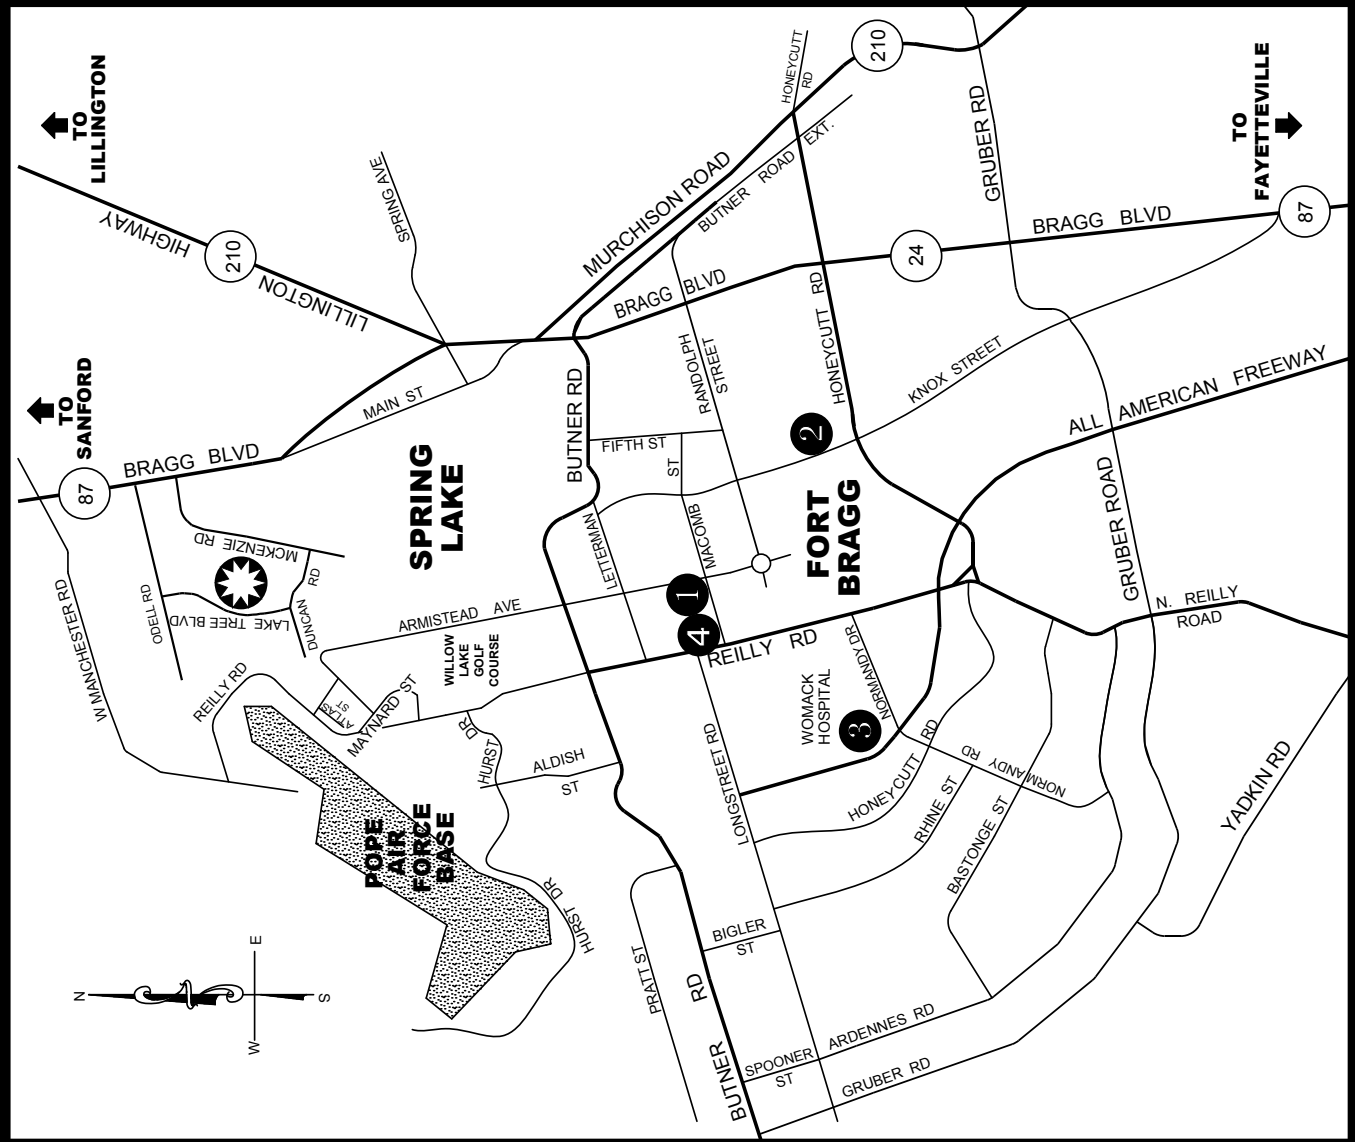 TO
LILLINGTON
HIGHWAY
210
LILLINGTON
SPRING AVE
MURCHISON ROAD
BUTNER ROAD EXT.
HONEYCUTT
RD
210
GRUBER RD
TO
FAYETTEVILLE
87
BRAGG BLVD
24
BRAGG BLVD
TO
SANFORD
87
BRAGG BLVD
MAIN ST
BUTNER RD
RANDOLPH
STREET
HONEYCUTT RD
KNOX STREET
ALL AMERICAN FREEWAY
FIFTH ST
ST
MACOMB
LETTERMAN
SPRING
LAKE
FORT
BRAGG
2
1
4
3
GRUBER ROAD
N. REILLY
ROAD
W MANCHESTER RD
ODELL RD
MCKENZIE RD
LAKE TREE BLVD
DUNCAN
RD
ARMISTEAD AVE
WILLOW
LAKE
GOLF
COURSE
REILLY RD
REILLY RD
ATLAS
ST
MAYNARD ST
HURST
DR
ALDISH
ST
LONGSTREET RD
WOMACK
HOSPITAL
NORMANDY DR
NORMANDY RD
HONEYCUTT RD
RHINE ST
BASTONGE ST
YADKIN RD
POPE
AIR
FORCE
BASE
HURST DR
PRATT ST
BIGLER
ST
BUTNER RD
SPOONER
ST
ARDENNES RD
GRUBER RD
N
E
S
W